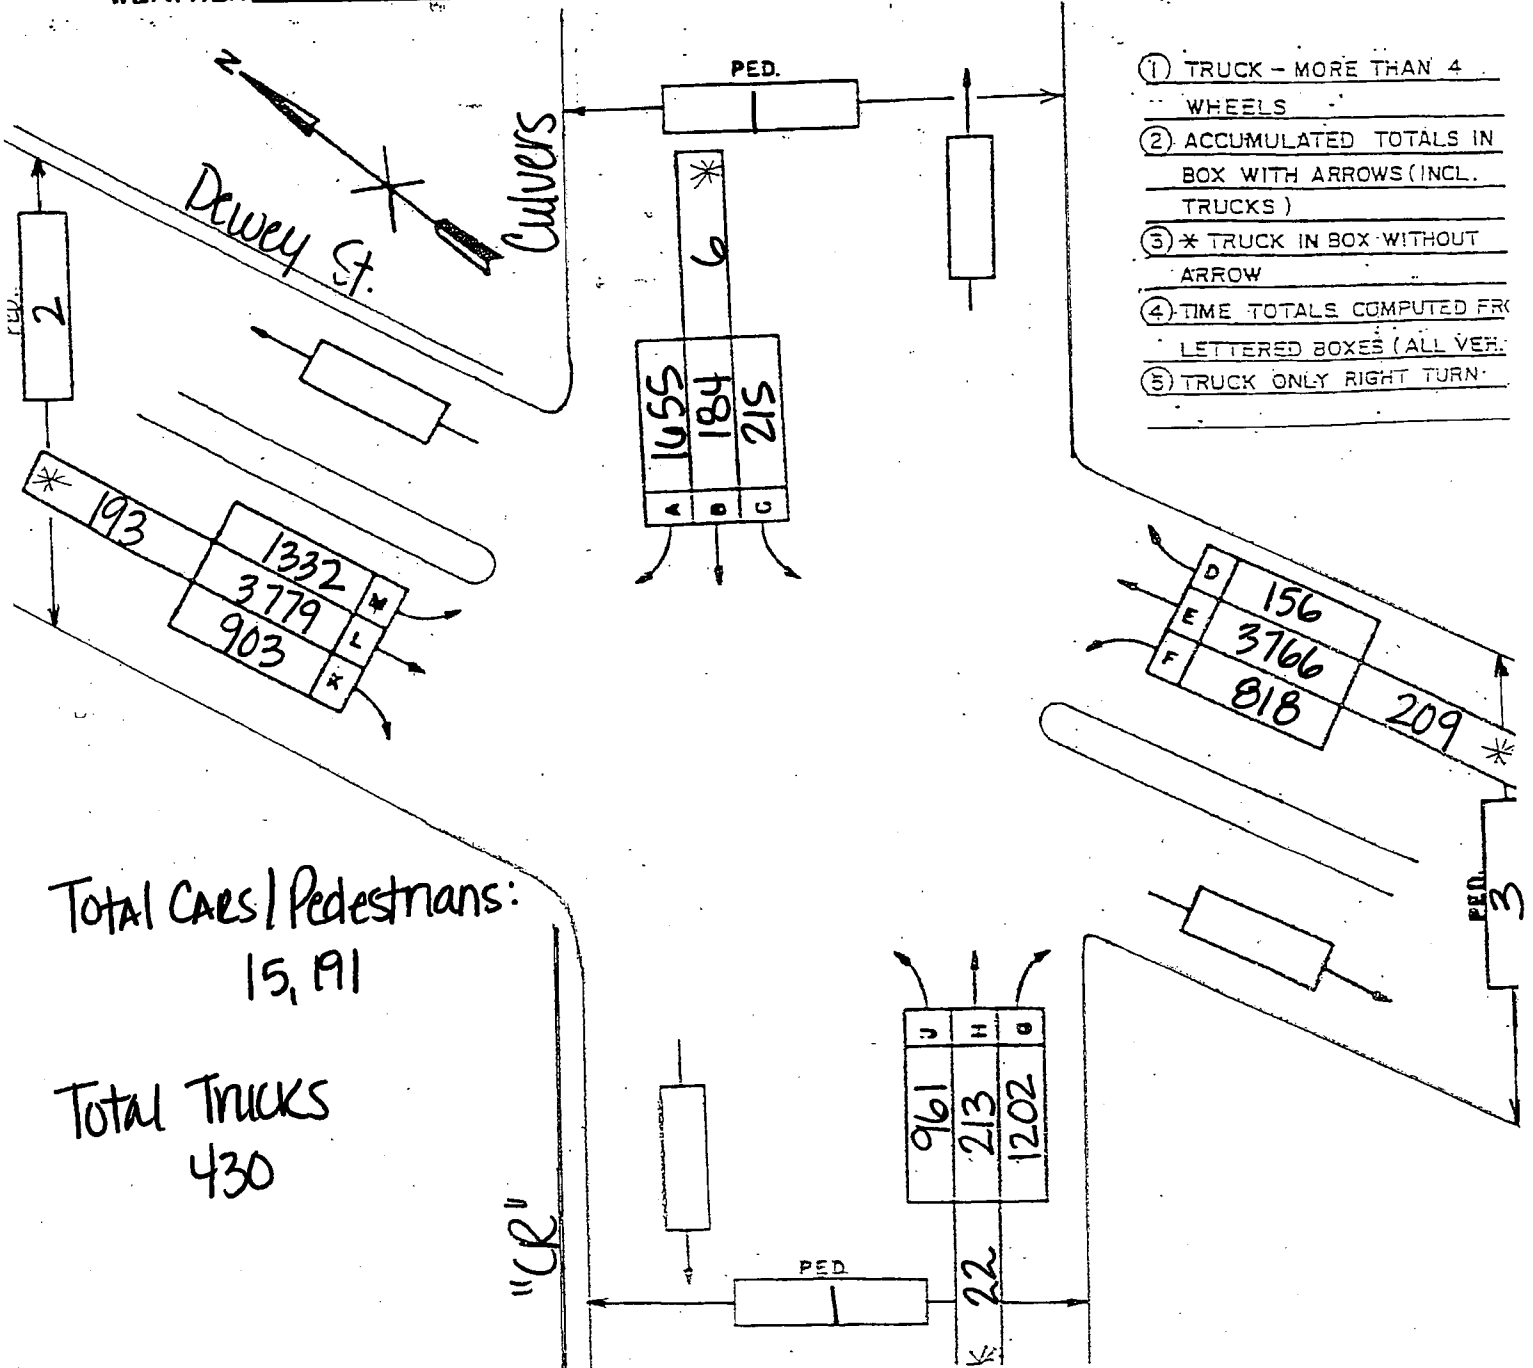 N
Dewey St.
Culvers
PED.
① TRUCK – MORE THAN 4
WHEELS
② ACCUMULATED TOTALS IN
BOX WITH ARROWS (INCL.
TRUCKS)
③ * TRUCK IN BOX WITHOUT
ARROW
④ TIME TOTALS COMPUTED FR
LETTERED BOXES (ALL VEH.
⑤ TRUCK ONLY RIGHT TURN
PED.
2
* 6
1655 184 215
A B C
* 193
1332 M
3779 L
903 K
D 156
E 3766
F 818
209 *
PED.
3
Total CARS/Pedestrians:
15,191
Total Trucks
430
"CR"
J H G
961 213 1202
22 *
PED